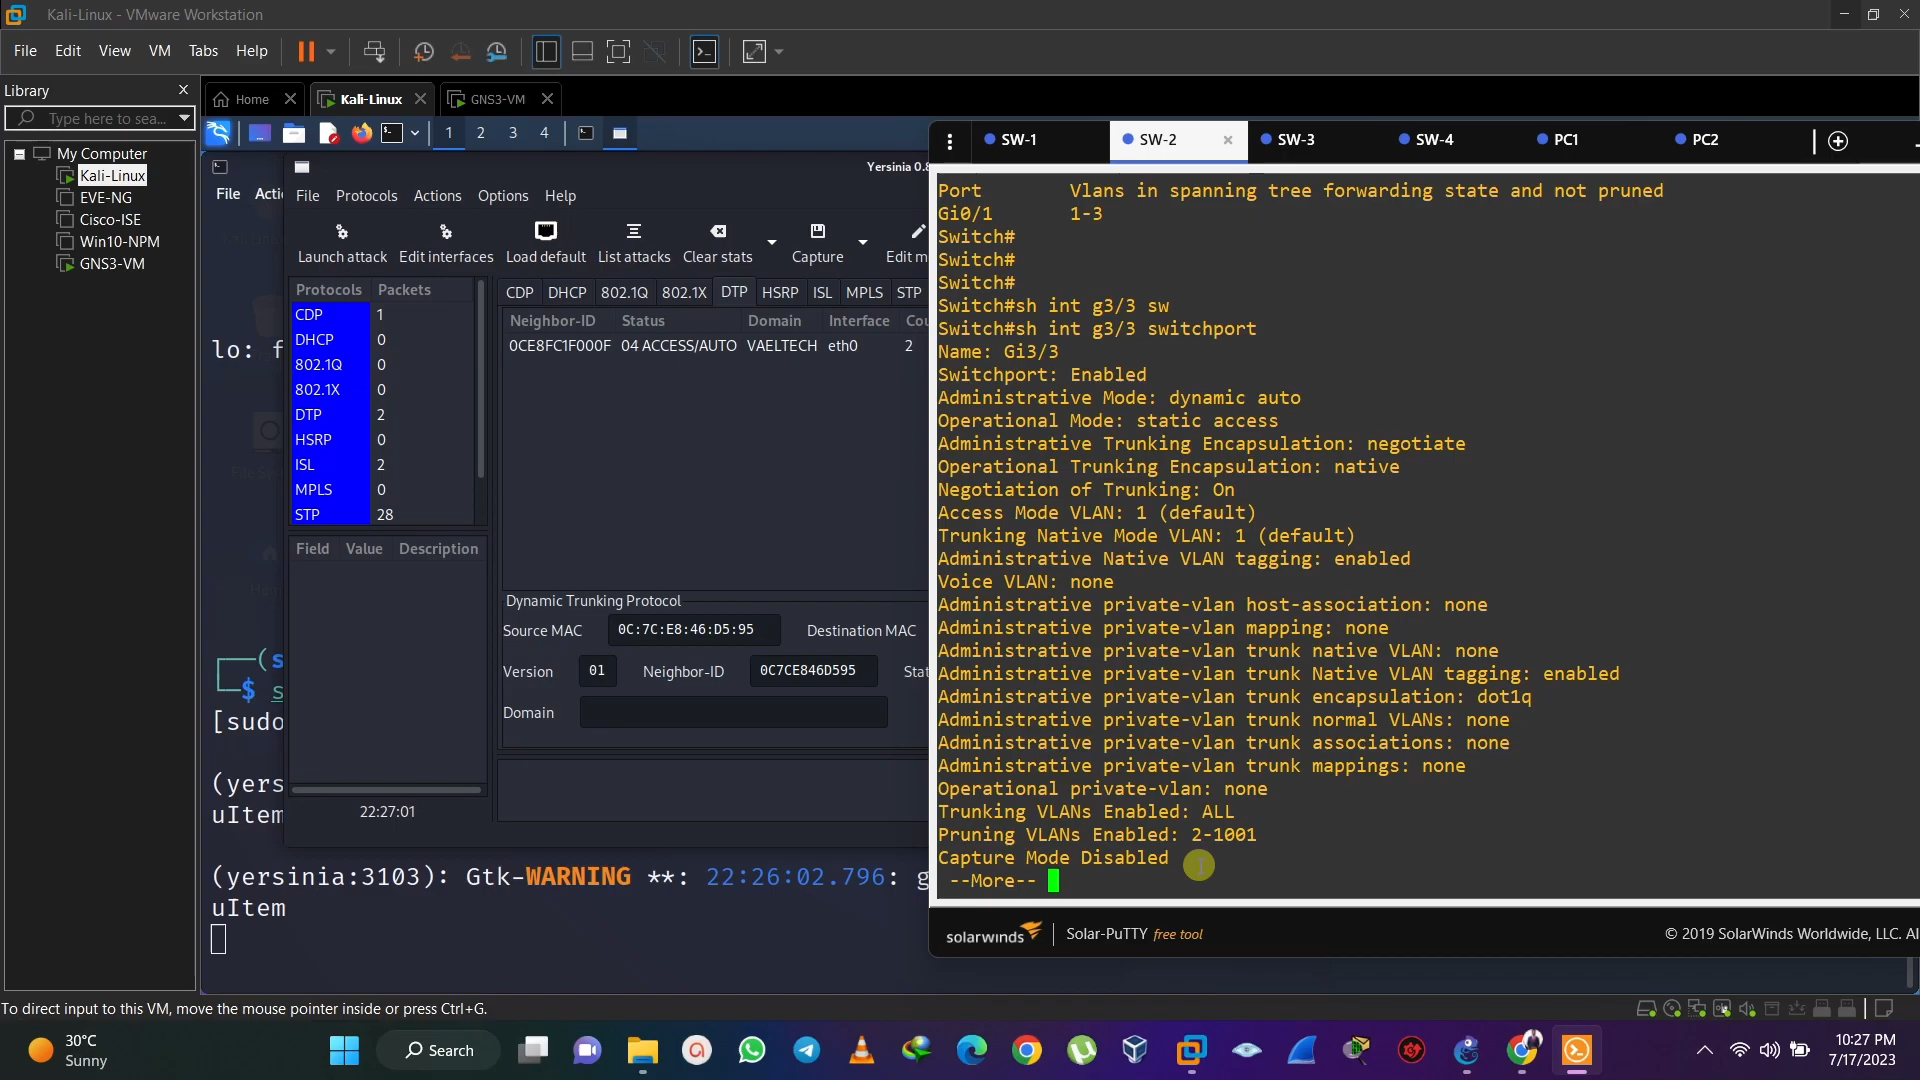 Kali-Linux - VMware Workstation
File Edit View VM Tabs Help
Library
Type here to sea...
My Computer
Kali-Linux
EVE-NG
Cisco-ISE
Win10-NPM
GNS3-VM
Home
Kali-Linux
GNS3-VM
1 2 3 4
File
Yersinia 0.8
File Protocols Actions Options Help
Launch attack Edit interfaces Load default List attacks Clear stats Capture
Protocols Packets
CDP 1
DHCP 0
802.1Q 0
802.1X 0
DTP 2
HSRP 0
ISL 2
MPLS 0
STP 28
Field Value Description
22:27:01
CDP DHCP 802.1Q 802.1X DTP HSRP ISL MPLS STP
Neighbor-ID Status Domain Interface
0CE8FC1F000F 04 ACCESS/AUTO VAELTECH eth0 2
Dynamic Trunking Protocol
Source MAC 0C:7C:E8:46:D5:95 Destination MAC
Version 01 Neighbor-ID 0C7CE846D595
Domain
lo: f
(s
$ s
[sudo
(yers
uItem
(yersinia:3103): Gtk-WARNING **: 22:26:02.796: g
uItem
SW-1 SW-2 SW-3 SW-4 PC1 PC2
Port Vlans in spanning tree forwarding state and not pruned
Gi0/1 1-3
Switch#
Switch#
Switch#
Switch#sh int g3/3 sw
Switch#sh int g3/3 switchport
Name: Gi3/3
Switchport: Enabled
Administrative Mode: dynamic auto
Operational Mode: static access
Administrative Trunking Encapsulation: negotiate
Operational Trunking Encapsulation: native
Negotiation of Trunking: On
Access Mode VLAN: 1 (default)
Trunking Native Mode VLAN: 1 (default)
Administrative Native VLAN tagging: enabled
Voice VLAN: none
Administrative private-vlan host-association: none
Administrative private-vlan mapping: none
Administrative private-vlan trunk native VLAN: none
Administrative private-vlan trunk Native VLAN tagging: enabled
Administrative private-vlan trunk encapsulation: dot1q
Administrative private-vlan trunk normal VLANs: none
Administrative private-vlan trunk associations: none
Administrative private-vlan trunk mappings: none
Operational private-vlan: none
Trunking VLANs Enabled: ALL
Pruning VLANs Enabled: 2-1001
Capture Mode Disabled
--More--
solarwinds Solar-PuTTY free tool
© 2019 SolarWinds Worldwide, LLC. Al
To direct input to this VM, move the mouse pointer inside or press Ctrl+G.
30°C
Sunny
Search
10:27 PM
7/17/2023